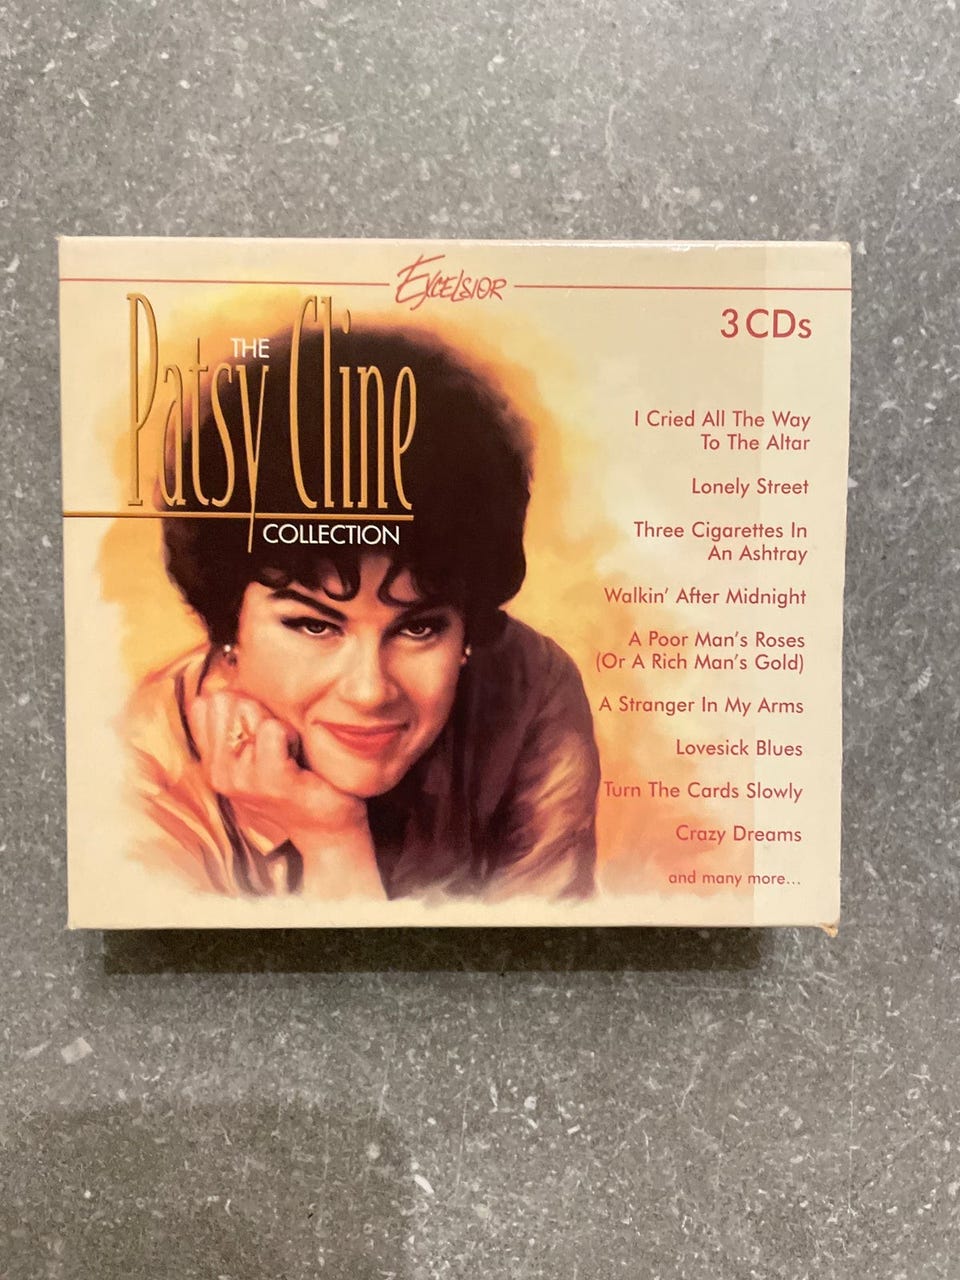 Excelsior
THE
Patsy Cline
COLLECTION
3 CDs
I Cried All The Way
To The Altar
Lonely Street
Three Cigarettes In
An Ashtray
Walkin' After Midnight
A Poor Man's Roses
(Or A Rich Man's Gold)
A Stranger In My Arms
Lovesick Blues
Turn The Cards Slowly
Crazy Dreams
and many more...